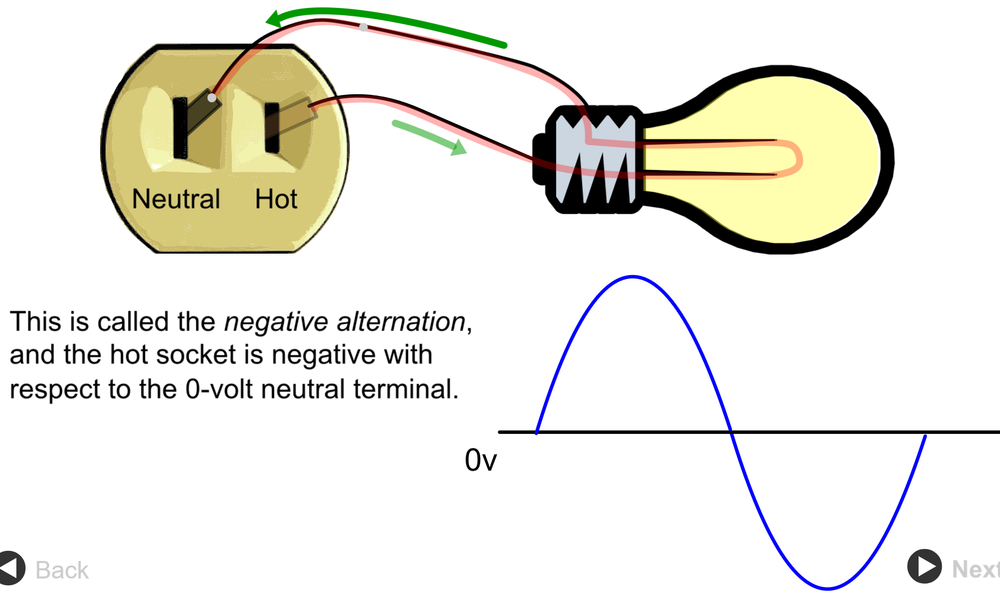 Neutral Hot
This is called the negative alternation,
and the hot socket is negative with
respect to the 0-volt neutral terminal.
0v
Back
Next